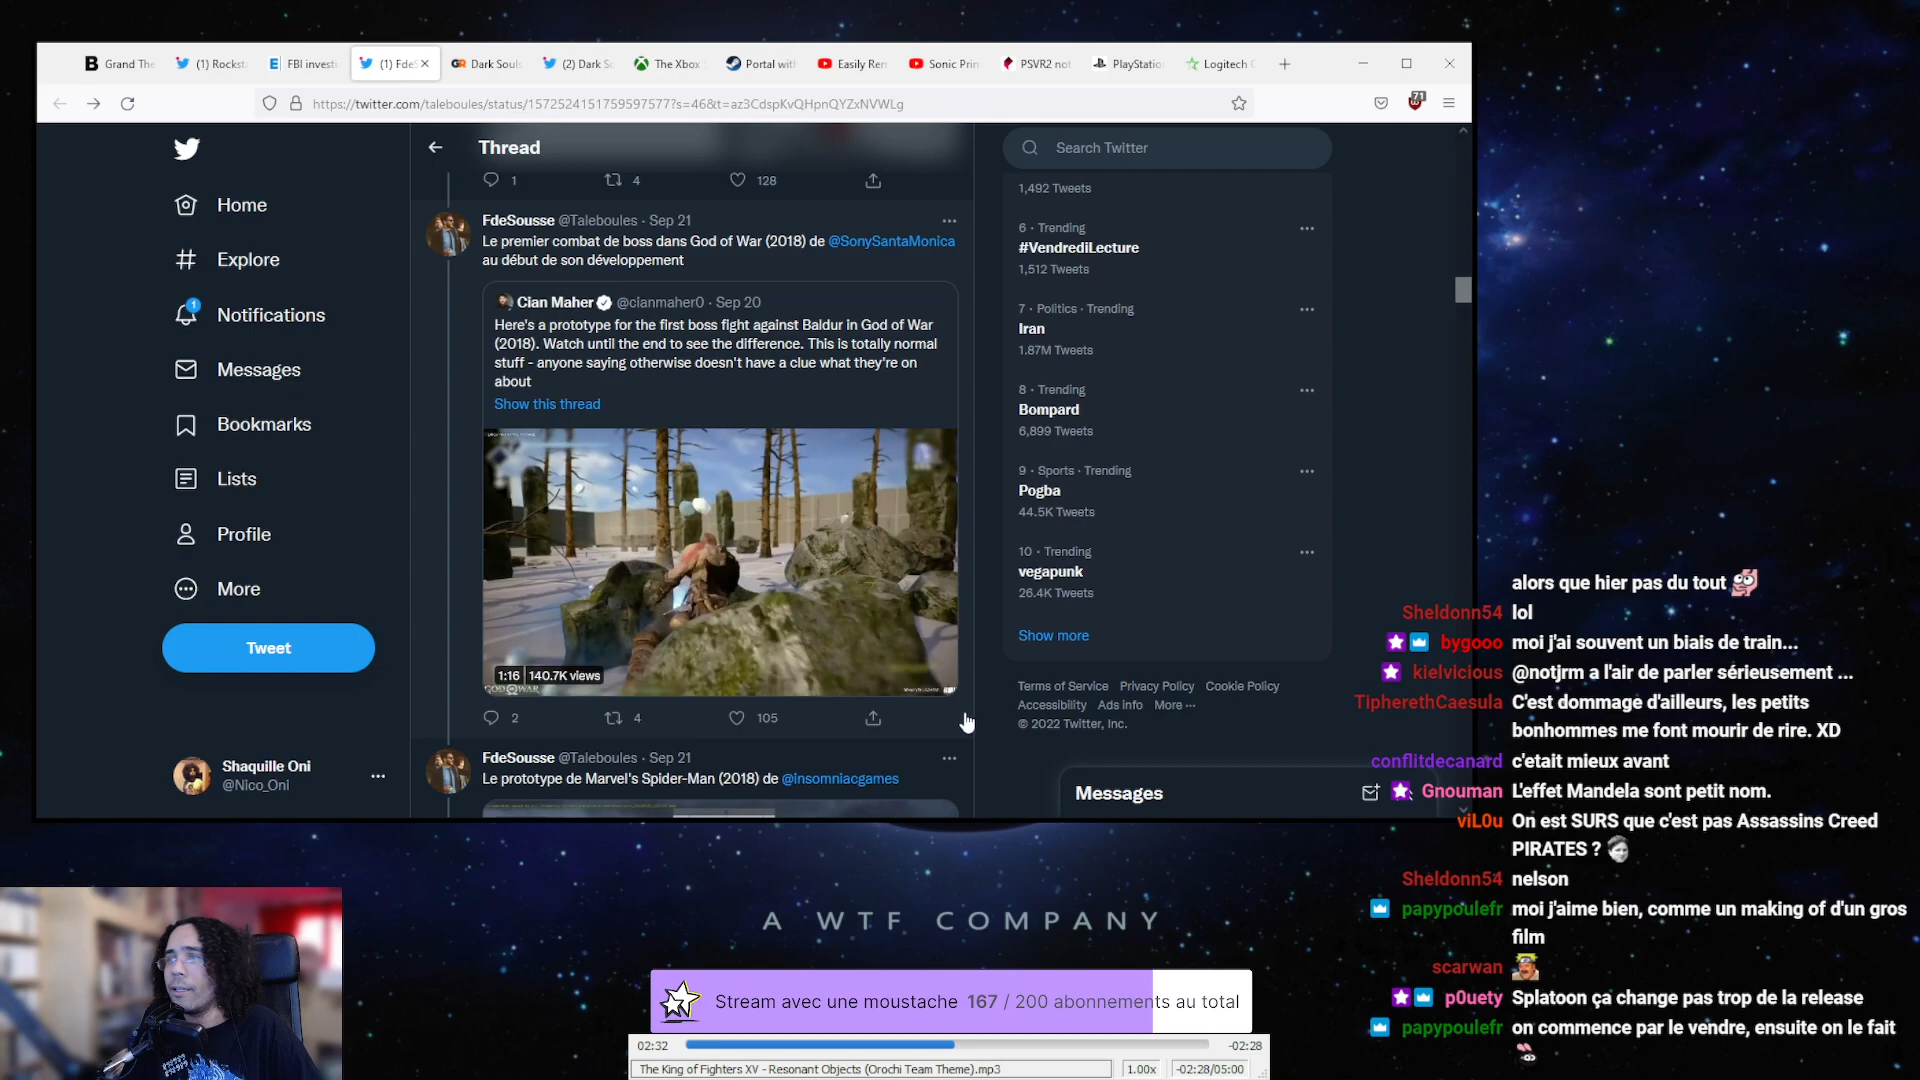 Grand The
(1) Rockst
FBI investi
(1) FdeS
Dark Souls
(2) Dark So
The Xbox
Portal with
Easily Ren
Sonic Prin
PSVR2 not
PlayStatio
Logitech
https://twitter.com/taleboules/status/1572524151759597577?s=46&t=az3CdspKvQHpnQYZxNVWLg
71
Home
Explore
1
Notifications
Messages
Bookmarks
Lists
Profile
More
Tweet
Shaquille Oni
@Nico_Oni
Thread
1 4 128
FdeSousse @Taleboules · Sep 21
Le premier combat de boss dans God of War (2018) de @SonySantaMonica
au début de son développement
Cian Maher @cianmaher0 · Sep 20
Here's a prototype for the first boss fight against Baldur in God of War
(2018). Watch until the end to see the difference. This is totally normal
stuff - anyone saying otherwise doesn't have a clue what they're on
about
Show this thread
1:16 140.7K views
GOD OF WAR
2 4 105
FdeSousse @Taleboules · Sep 21
Le prototype de Marvel's Spider-Man (2018) de @insomniacgames
Search Twitter
1,492 Tweets
6 · Trending
#VendrediLecture
1,512 Tweets
7 · Politics · Trending
Iran
1.87M Tweets
8 · Trending
Bompard
6,899 Tweets
9 · Sports · Trending
Pogba
44.5K Tweets
10 · Trending
vegapunk
26.4K Tweets
Show more
Terms of Service Privacy Policy Cookie Policy
Accessibility Ads info More ···
© 2022 Twitter, Inc.
Messages
alors que hier pas du tout
Sheldonn54 lol
bygooo moi j'ai souvent un biais de train...
kielvicious @notjrm a l'air de parler sérieusement ...
TipherethCaesula C'est dommage d'ailleurs, les petits
bonhommes me font mourir de rire. XD
conflitdecanard c'etait mieux avant
Gnouman L'effet Mandela sont petit nom.
viL0u On est SURS que c'est pas Assassins Creed
PIRATES ?
Sheldonn54 nelson
papypoulefr moi j'aime bien, comme un making of d'un gros
film
scarwan
p0uety Splatoon ça change pas trop de la release
papypoulefr on commence par le vendre, ensuite on le fait
A WTF COMPANY
Stream avec une moustache 167 / 200 abonnements au total
02:32 -02:28
The King of Fighters XV - Resonant Objects (Orochi Team Theme).mp3 1.00x -02:28/05:00